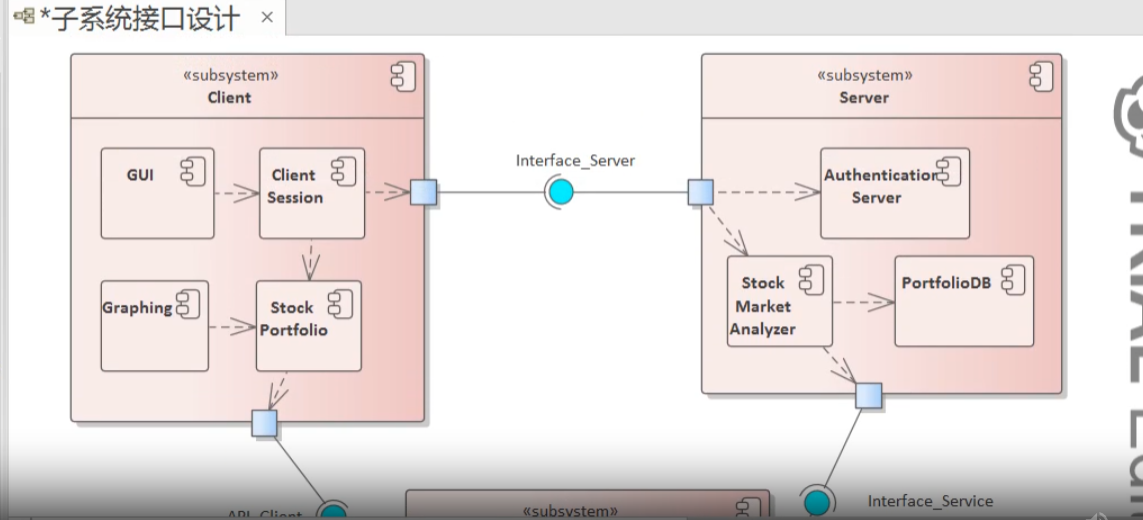 *子系统接口设计 ×
«subsystem»
Client
GUI
Client
Session
Graphing
Stock
Portfolio
Interface_Server
«subsystem»
Server
Authentication
Server
Stock
Market
Analyzer
PortfolioDB
API_Client
«subsystem»
Interface_Service